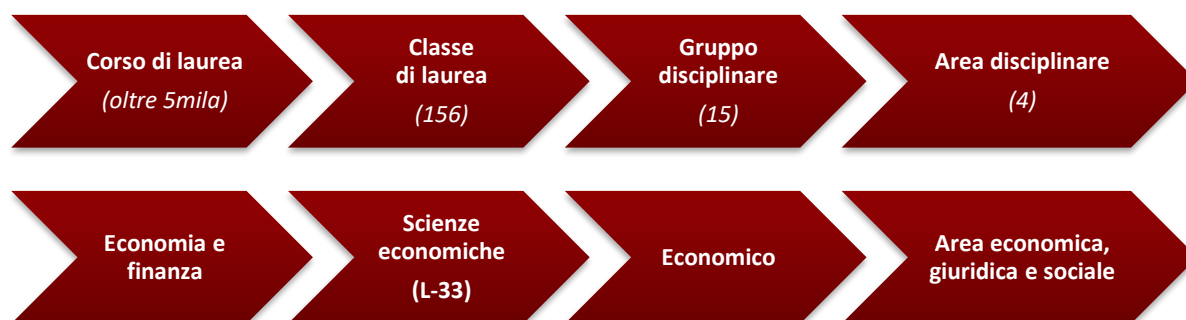 Corso di laurea
(oltre 5mila)
Classe
di laurea
(156)
Gruppo
disciplinare
(15)
Area disciplinare
(4)
Economia e
finanza
Scienze
economiche
(L-33)
Economico
Area economica,
giuridica e sociale